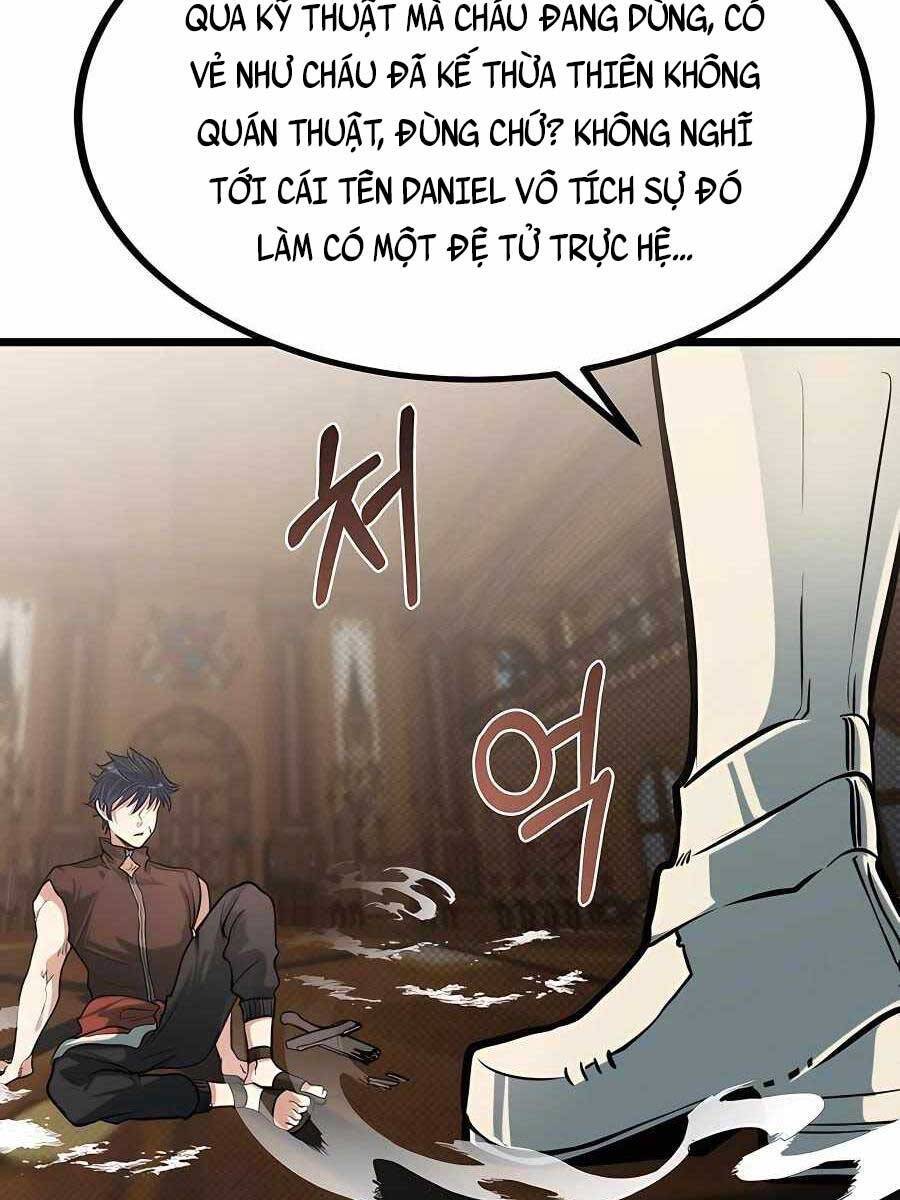 QUA KỸ THUẬT MÀ CHÁU ĐANG DÙNG, CÓ
VẺ NHƯ CHÁU ĐÃ KẾ THỪA THIÊN KHÔNG
QUÁN THUẬT, ĐÙNG CHỨ? KHÔNG NGHĨ
TỚI CÁI TÊN DANIEL VÔ TÍCH SỰ ĐÓ
LÀM CÓ MỘT ĐỆ TỬ TRỰC HỆ...
저
억